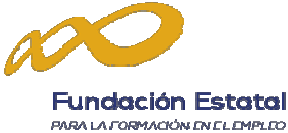 Fundación Estatal
PARA LA FORMACIÓN EN EL EMPLEO